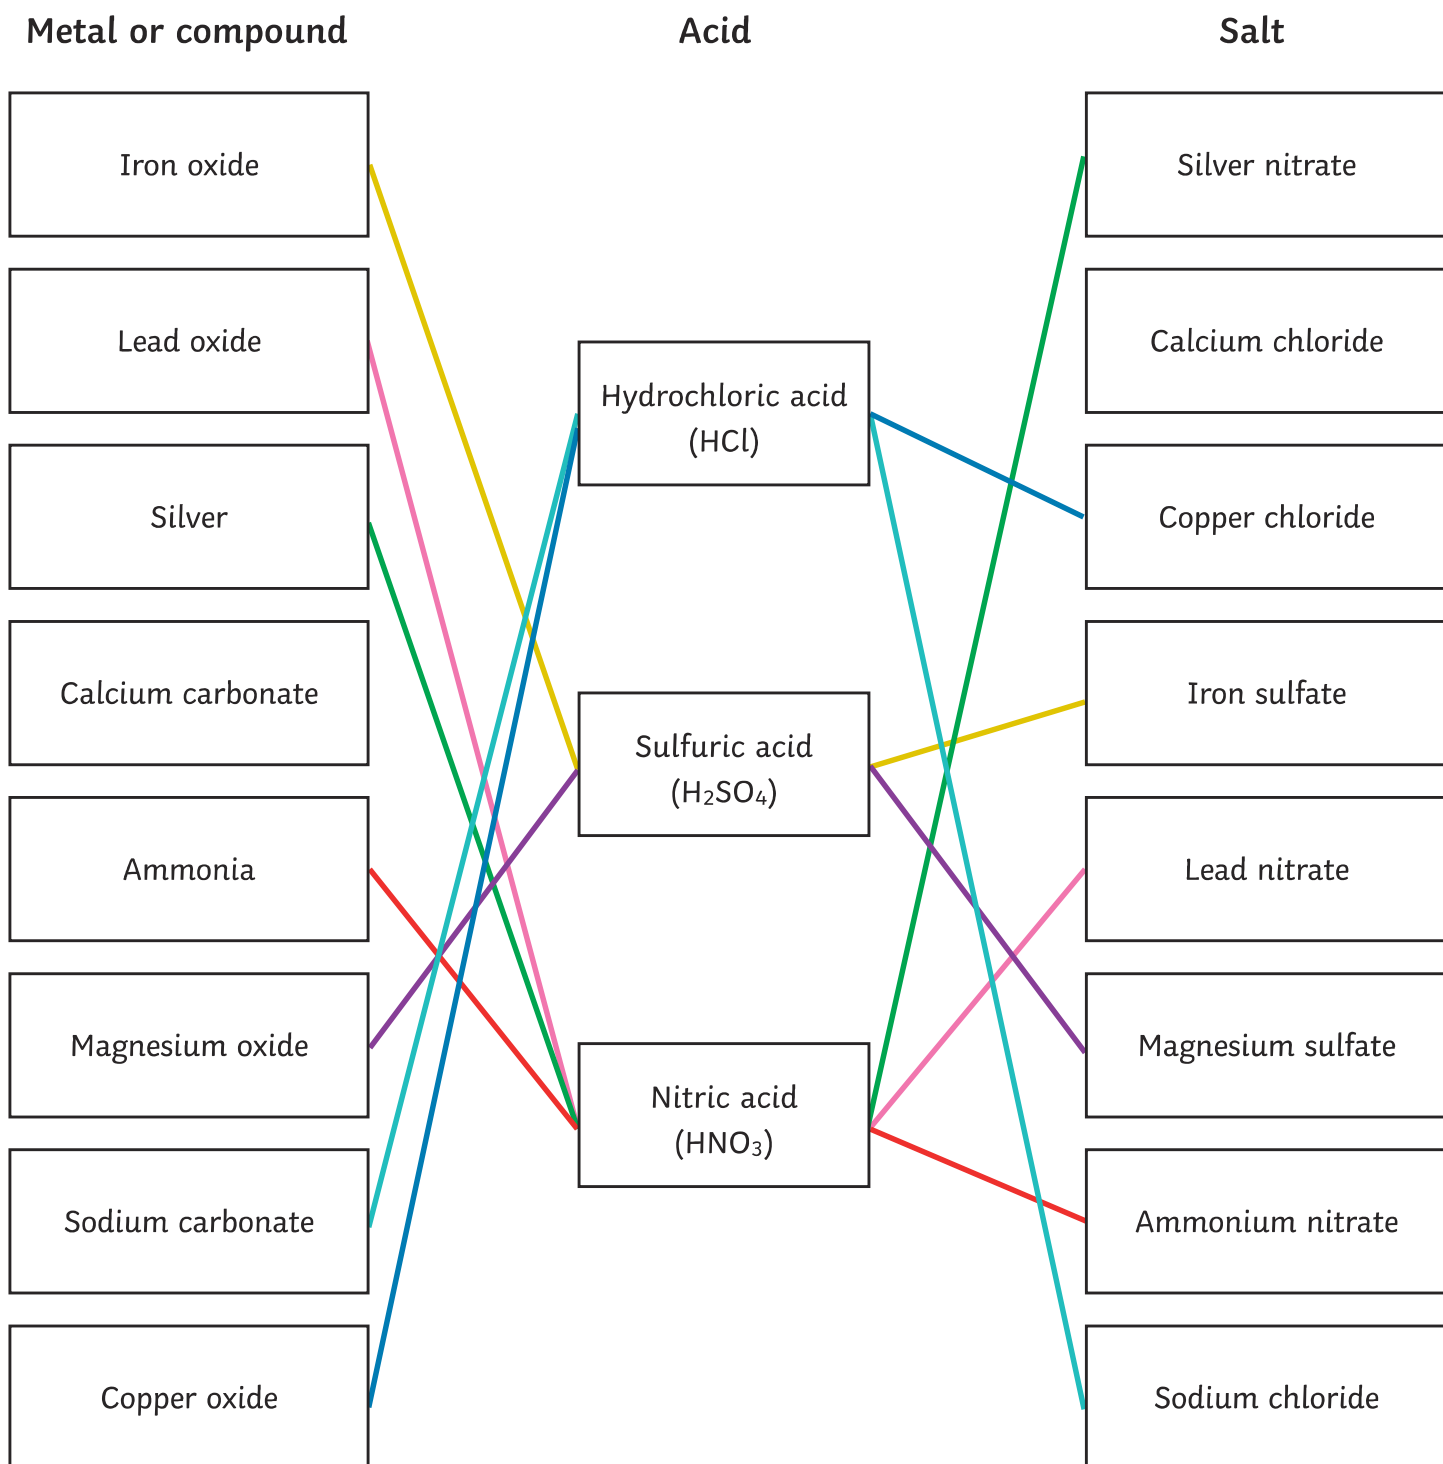 Metal or compound
Acid
Salt
Iron oxide
Lead oxide
Silver
Calcium carbonate
Ammonia
Magnesium oxide
Sodium carbonate
Copper oxide
Hydrochloric acid
(HCl)
Sulfuric acid
(H₂SO₄)
Nitric acid
(HNO₃)
Silver nitrate
Calcium chloride
Copper chloride
Iron sulfate
Lead nitrate
Magnesium sulfate
Ammonium nitrate
Sodium chloride